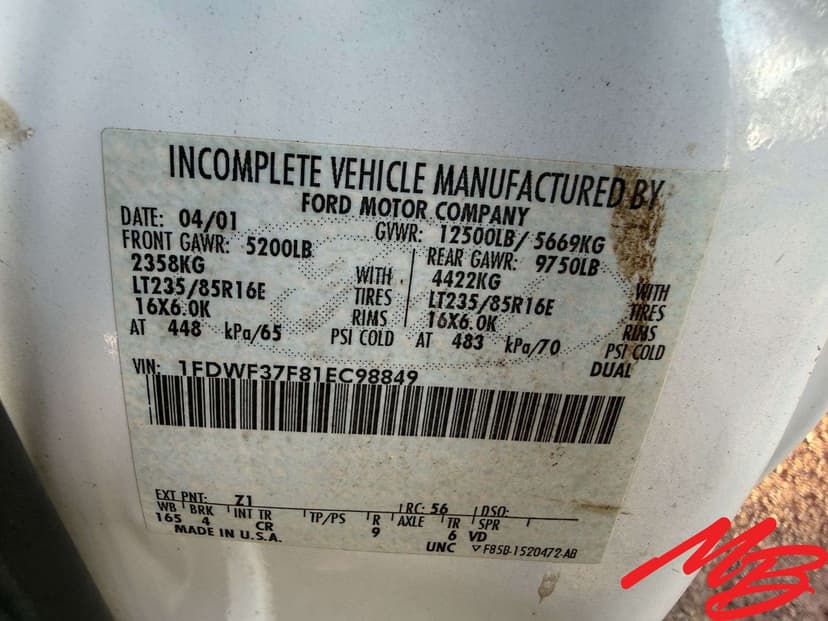 INCOMPLETE VEHICLE MANUFACTURED BY
FORD MOTOR COMPANY
DATE: 04/01 GVWR: 12500LB/ 5669KG
FRONT GAWR: 5200LB REAR GAWR: 9750LB
2358KG WITH 4422KG WITH
LT235/85R16E TIRES LT235/85R16E TIRES
16X6.0K RIMS 16X6.0K RIMS
AT 448 kPa/65 PSI COLD AT 483 kPa/70 PSI COLD
DUAL
VIN: 1FDWF37F81EC98849
EXT PNT: Z1 RC: 56 DSO:
WB BRK INT TR TP/PS R AXLE TR SPR
165 4 CR 9 6 VD
MADE IN U.S.A. UNC ▽F85B-1520472-AB
MB